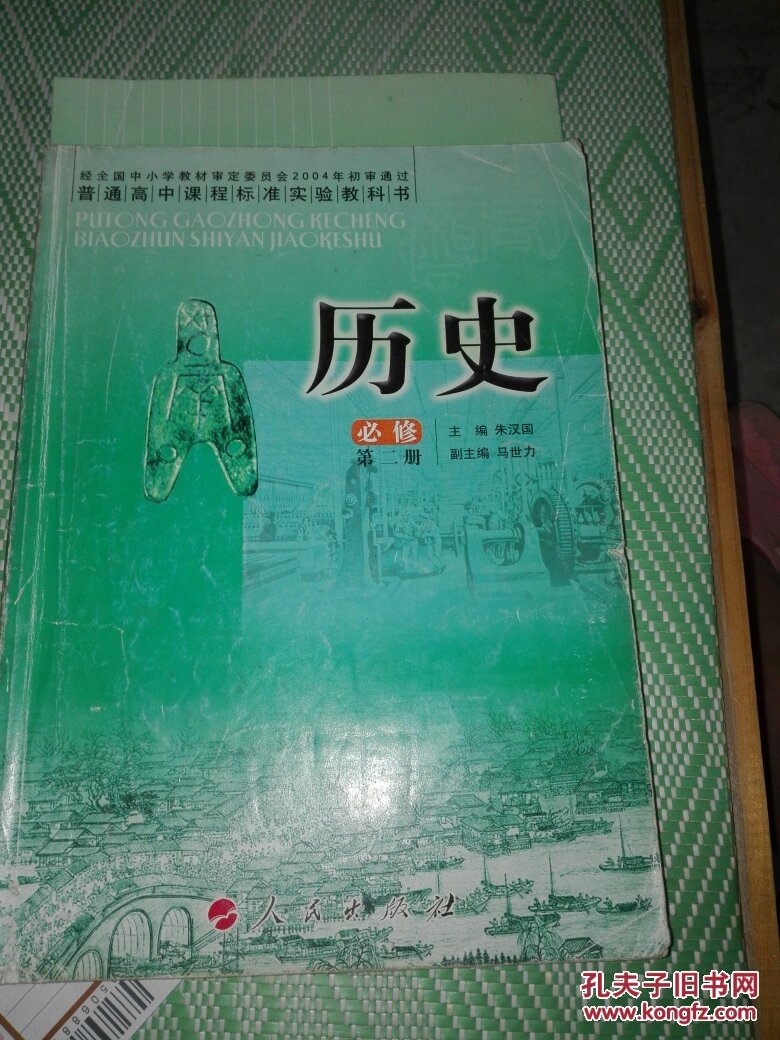 经全国中小学教材审定委员会2004年初审通过
普通高中课程标准实验教科书
PUTONG GAOZHONG KECHENG
BIAOZHUN SHIYAN JIAOKESHU
历史
必修
第二册
主编 朱汉国
副主编 马世力
人民出版社
50688
孔夫子旧书网
www.kongfz.com